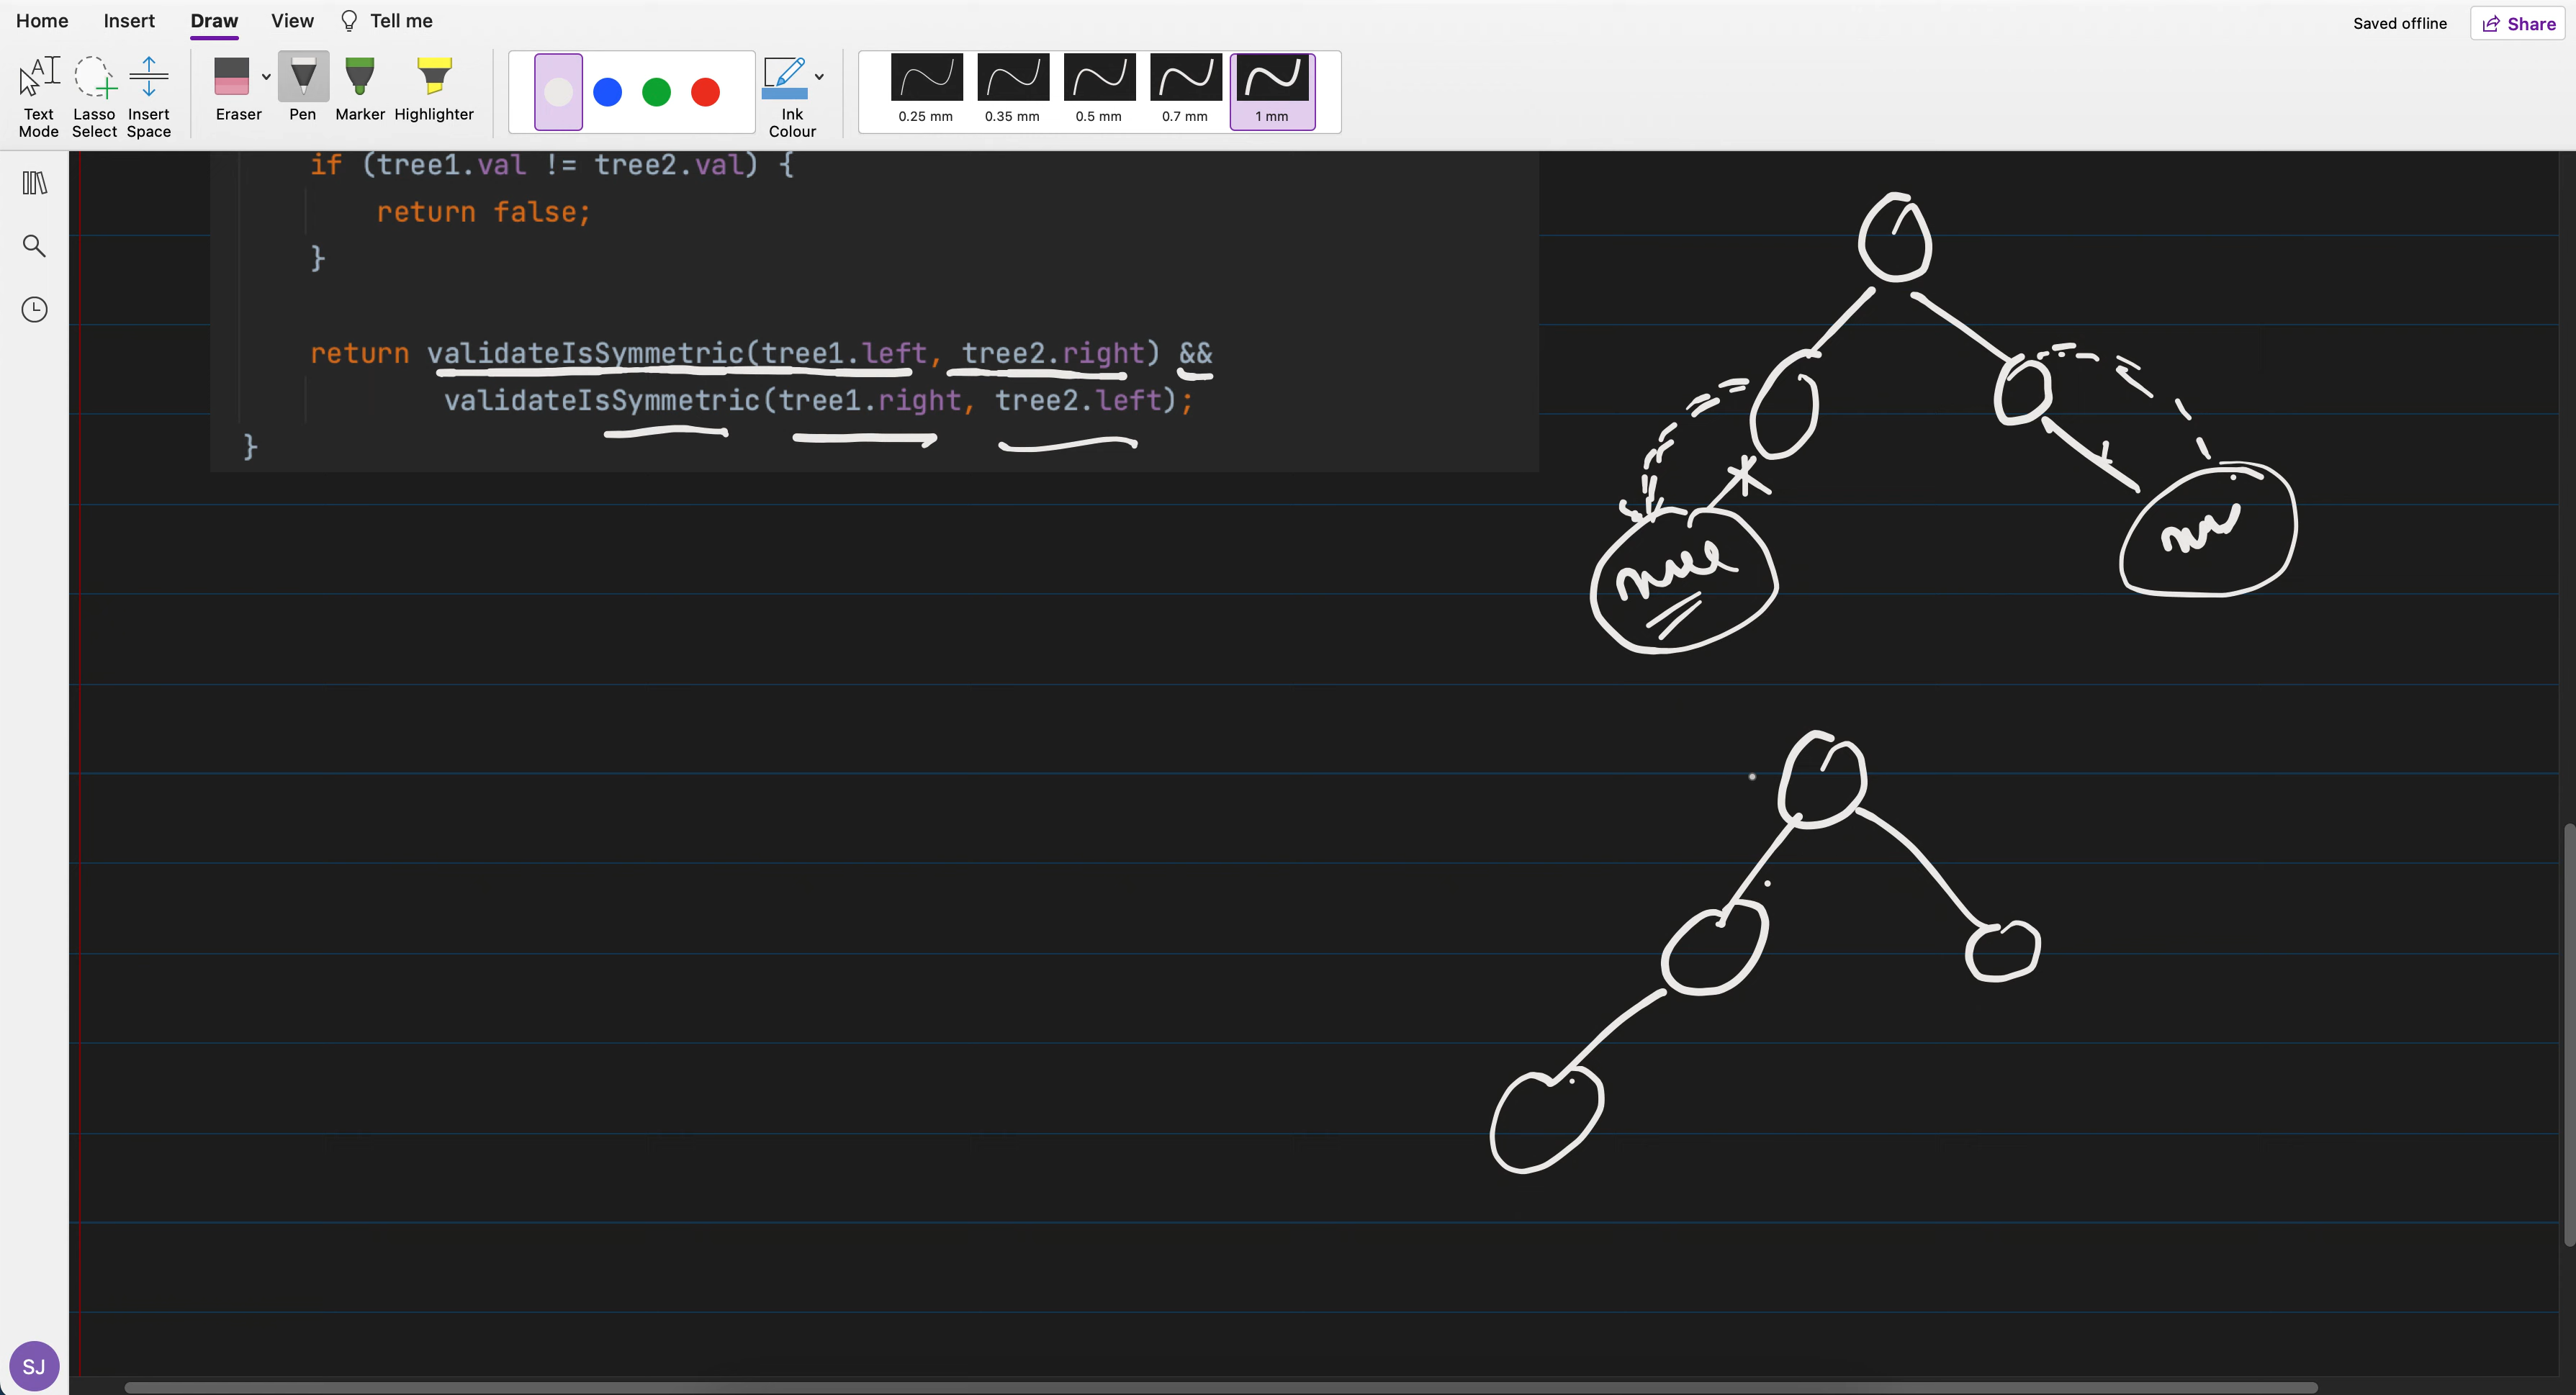 Home Insert Draw View Tell me
Saved offline Share
Text Mode
Lasso Select
Insert Space
Eraser
Pen
Marker
Highlighter
Ink Colour
0.25 mm
0.35 mm
0.5 mm
0.7 mm
1 mm
if (tree1.val != tree2.val) {
return false;
}
return validateIsSymmetric(tree1.left, tree2.right) &&
validateIsSymmetric(tree1.right, tree2.left);
}
null
SJ